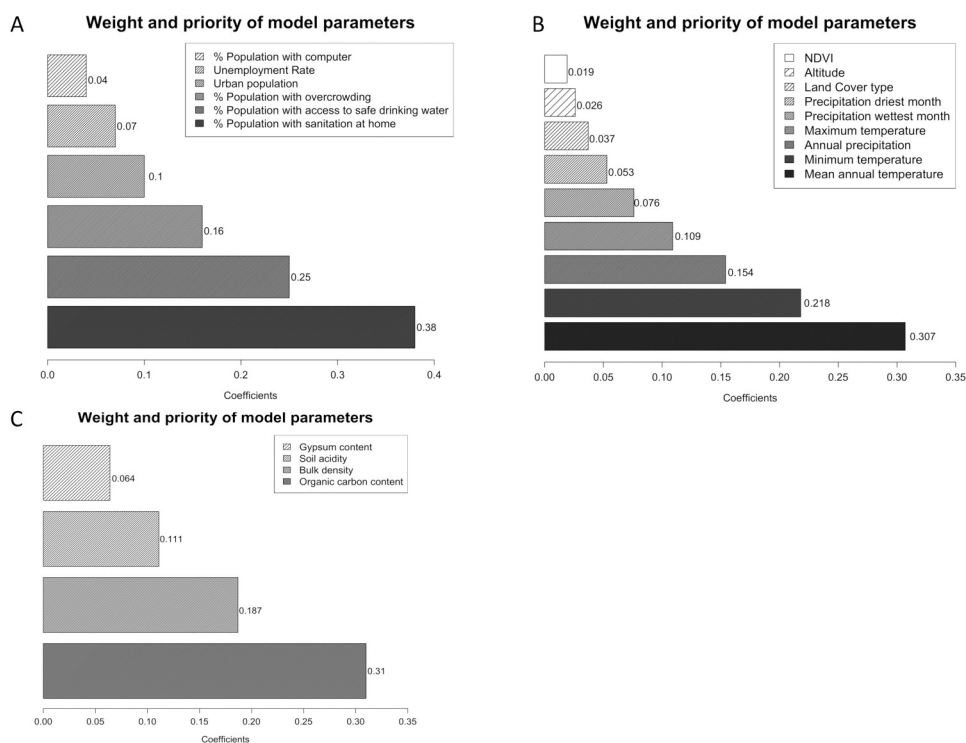 A
Weight and priority of model parameters
% Population with computer
Unemployment Rate
Urban population
% Population with overcrowding
% Population with access to safe drinking water
% Population with sanitation at home
0.04
0.07
0.1
0.16
0.25
0.38
0.0 0.1 0.2 0.3 0.4
Coefficients
B
Weight and priority of model parameters
NDVI
Altitude
Land Cover type
Precipitation driest month
Precipitation wettest month
Maximum temperature
Annual precipitation
Minimum temperature
Mean annual temperature
0.019
0.026
0.037
0.053
0.076
0.109
0.154
0.218
0.307
0.00 0.05 0.10 0.15 0.20 0.25 0.30 0.35
Coefficients
C
Weight and priority of model parameters
Gypsum content
Soil acidity
Bulk density
Organic carbon content
0.064
0.111
0.187
0.31
0.00 0.05 0.10 0.15 0.20 0.25 0.30 0.35
Coefficients